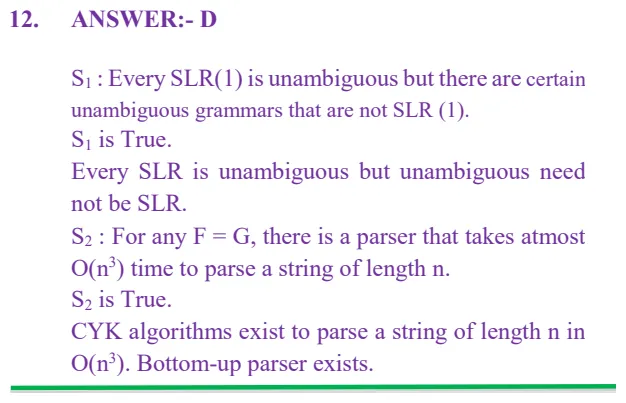 12. ANSWER:- D
S₁ : Every SLR(1) is unambiguous but there are certain
unambiguous grammars that are not SLR (1).
S₁ is True.
Every SLR is unambiguous but unambiguous need
not be SLR.
S₂ : For any F = G, there is a parser that takes atmost
O(n³) time to parse a string of length n.
S₂ is True.
CYK algorithms exist to parse a string of length n in
O(n³). Bottom-up parser exists.